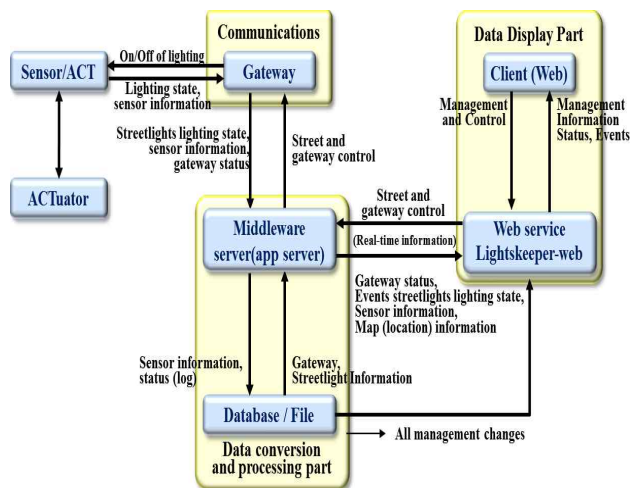 Communications
Gateway
On/Off of lighting
Lighting state,
sensor information
Sensor/ACT
ACTuator
Streetlights lighting state,
sensor information,
gateway status
Street and
gateway control
Data Display Part
Client (Web)
Management
and Control
Management
Information
Status, Events
Web service
Lightskeeper-web
Street and
gateway control
(Real-time information)
Middleware
server(app server)
Gateway status,
Events streetlights lighting state,
Sensor information,
Map (location) information
Sensor information,
status (log)
Gateway,
Streetlight Information
Database / File
Data conversion
and processing part
All management changes